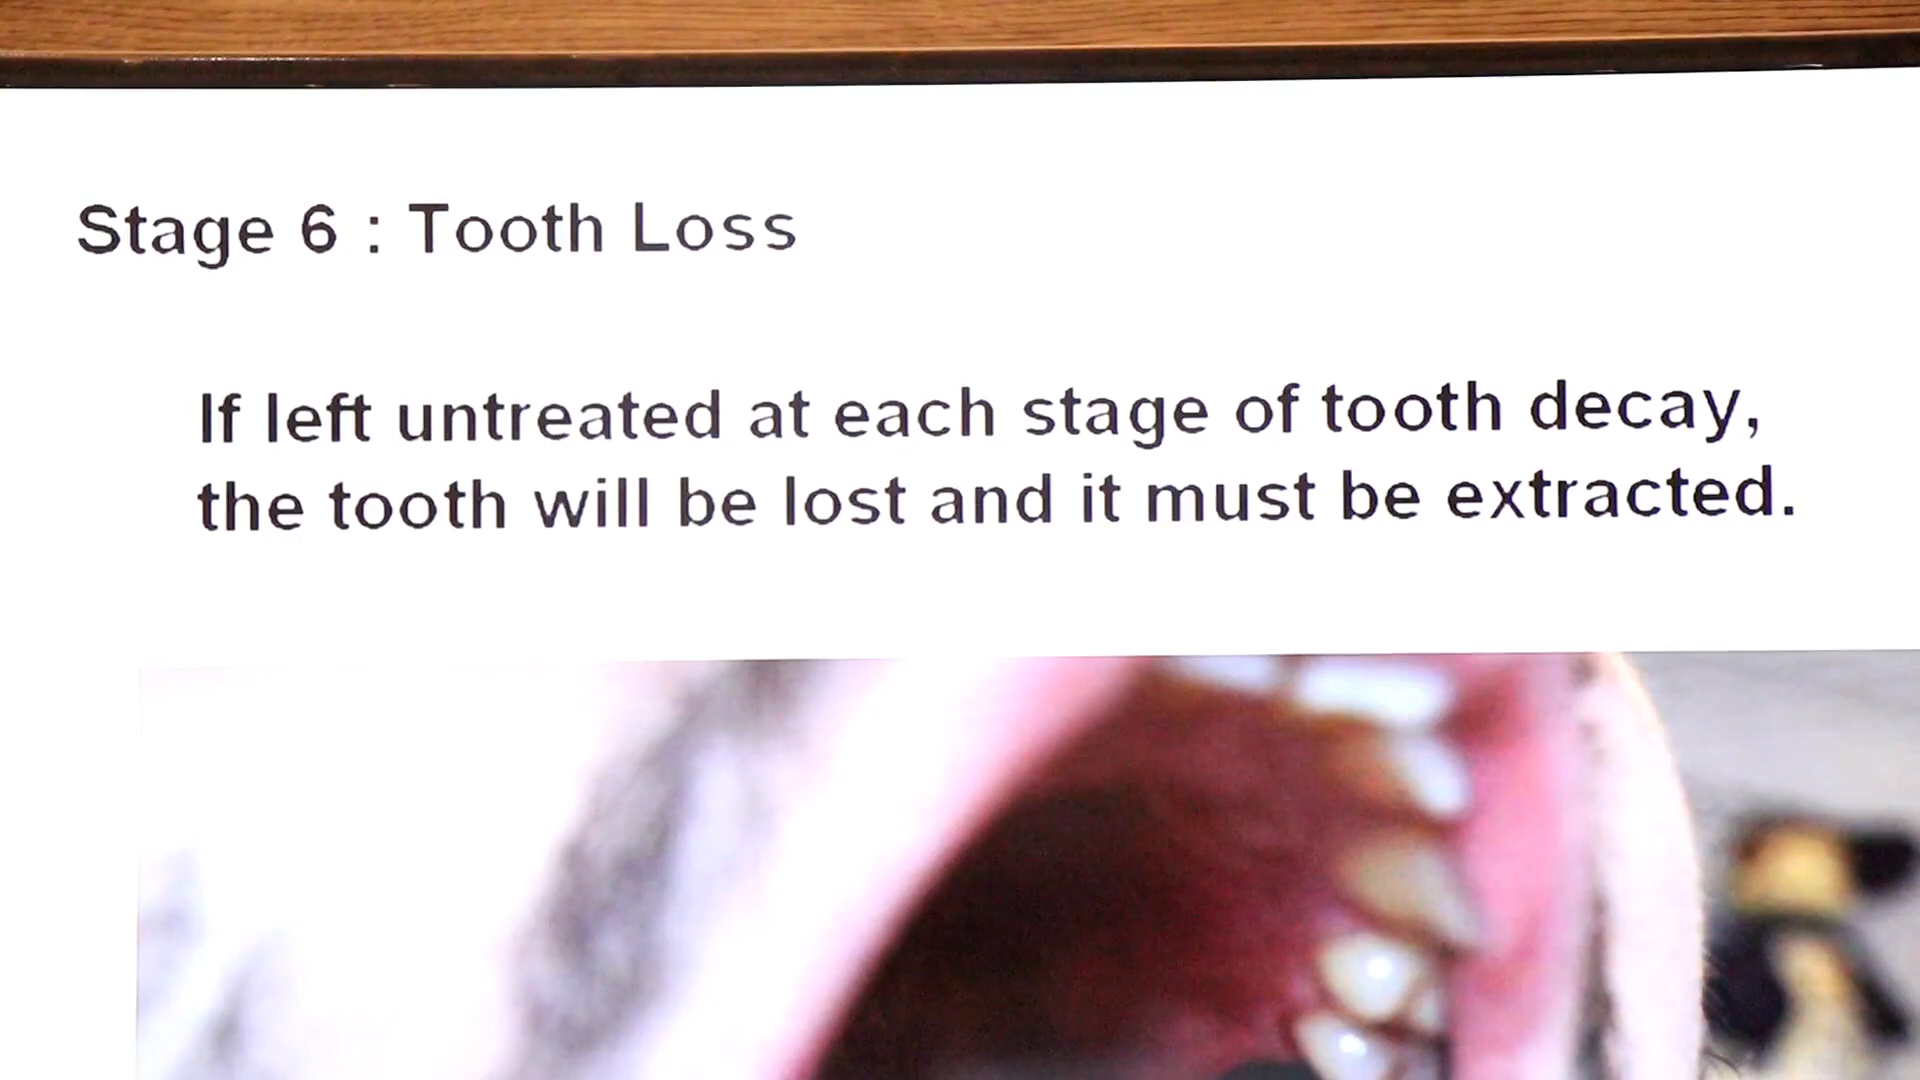 Stage 6 : Tooth Loss
If left untreated at each stage of tooth decay,
the tooth will be lost and it must be extracted.